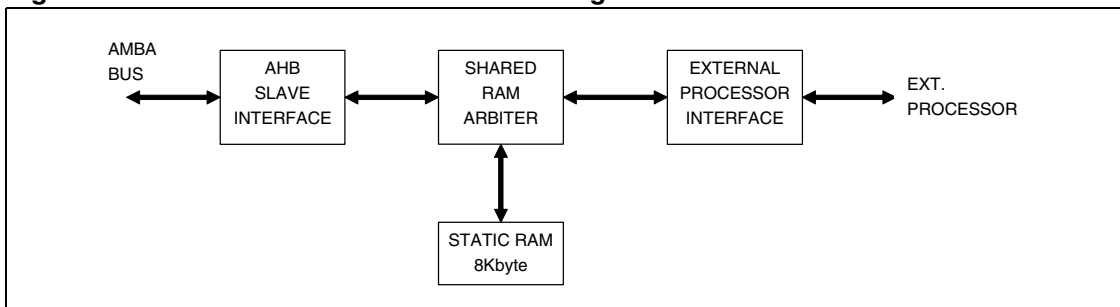 AMBA
BUS
AHB
SLAVE
INTERFACE
SHARED
RAM
ARBITER
EXTERNAL
PROCESSOR
INTERFACE
EXT.
PROCESSOR
STATIC RAM
8Kbyte